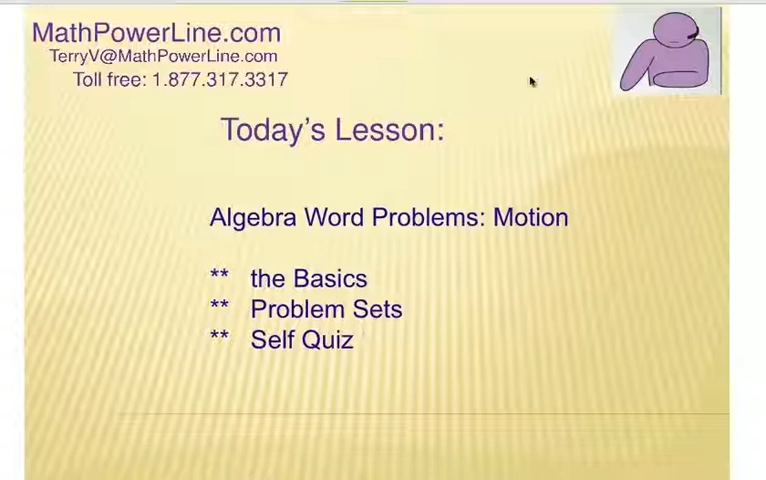 MathPowerLine.com
TerryV@MathPowerLine.com
Toll free: 1.877.317.3317
Today's Lesson:
Algebra Word Problems: Motion
** the Basics
** Problem Sets
** Self Quiz